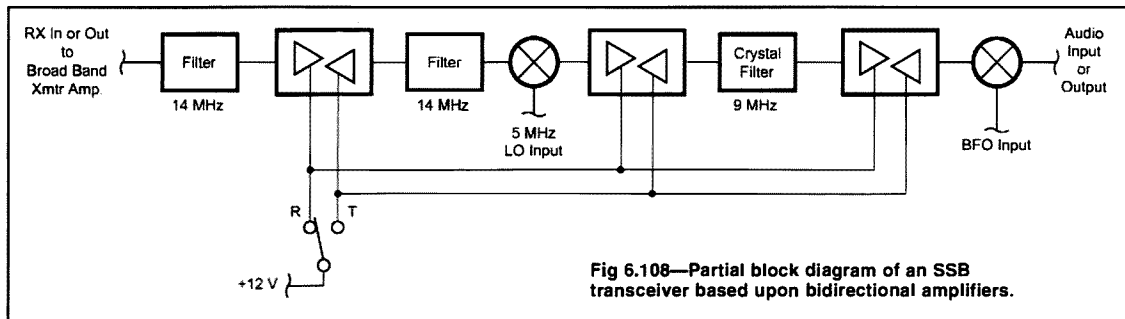 RX In or Out
to
Broad Band
Xmtr Amp.
Filter
14 MHz
Filter
14 MHz
5 MHz
LO Input
Crystal
Filter
9 MHz
BFO Input
Audio
Input
or
Output
R
T
+12 V
Fig 6.108—Partial block diagram of an SSB
transceiver based upon bidirectional amplifiers.